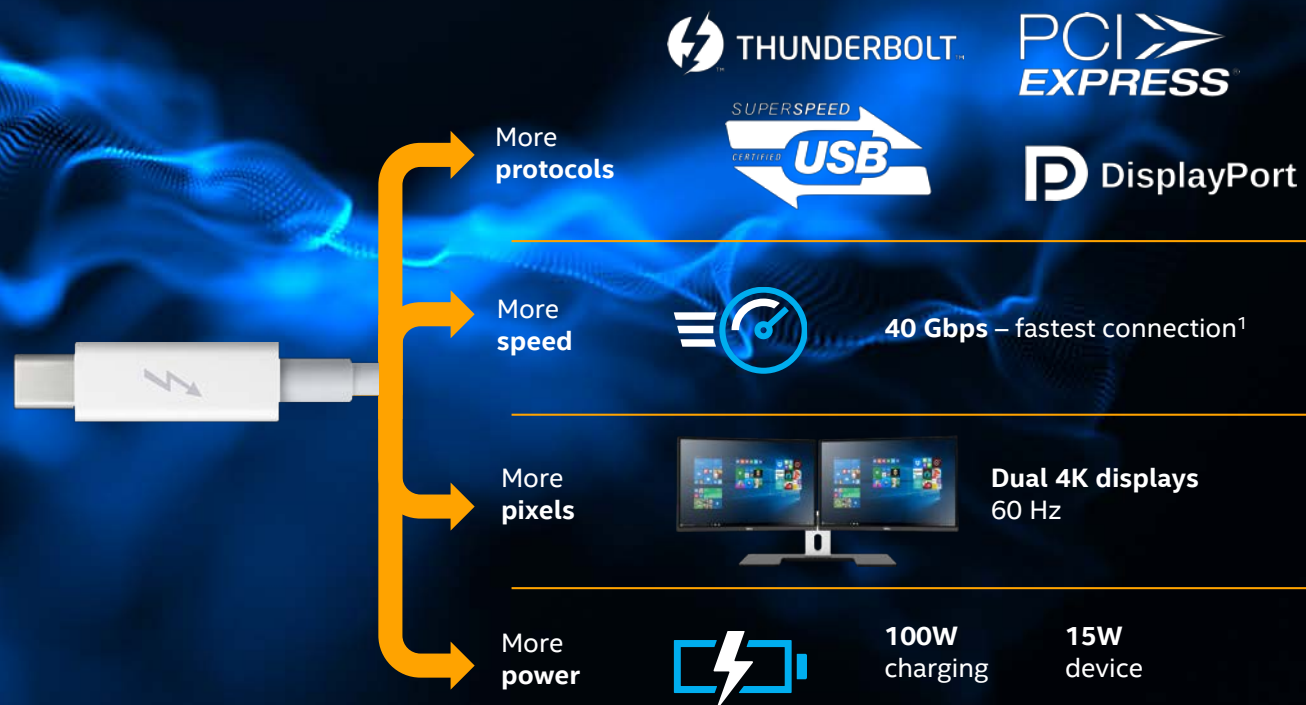 THUNDERBOLT™
PCI
EXPRESS®
SUPERSPEED
CERTIFIED USB
DisplayPort
More
protocols
More
speed
40 Gbps – fastest connection¹
More
pixels
Dual 4K displays
60 Hz
More
power
100W
charging
15W
device